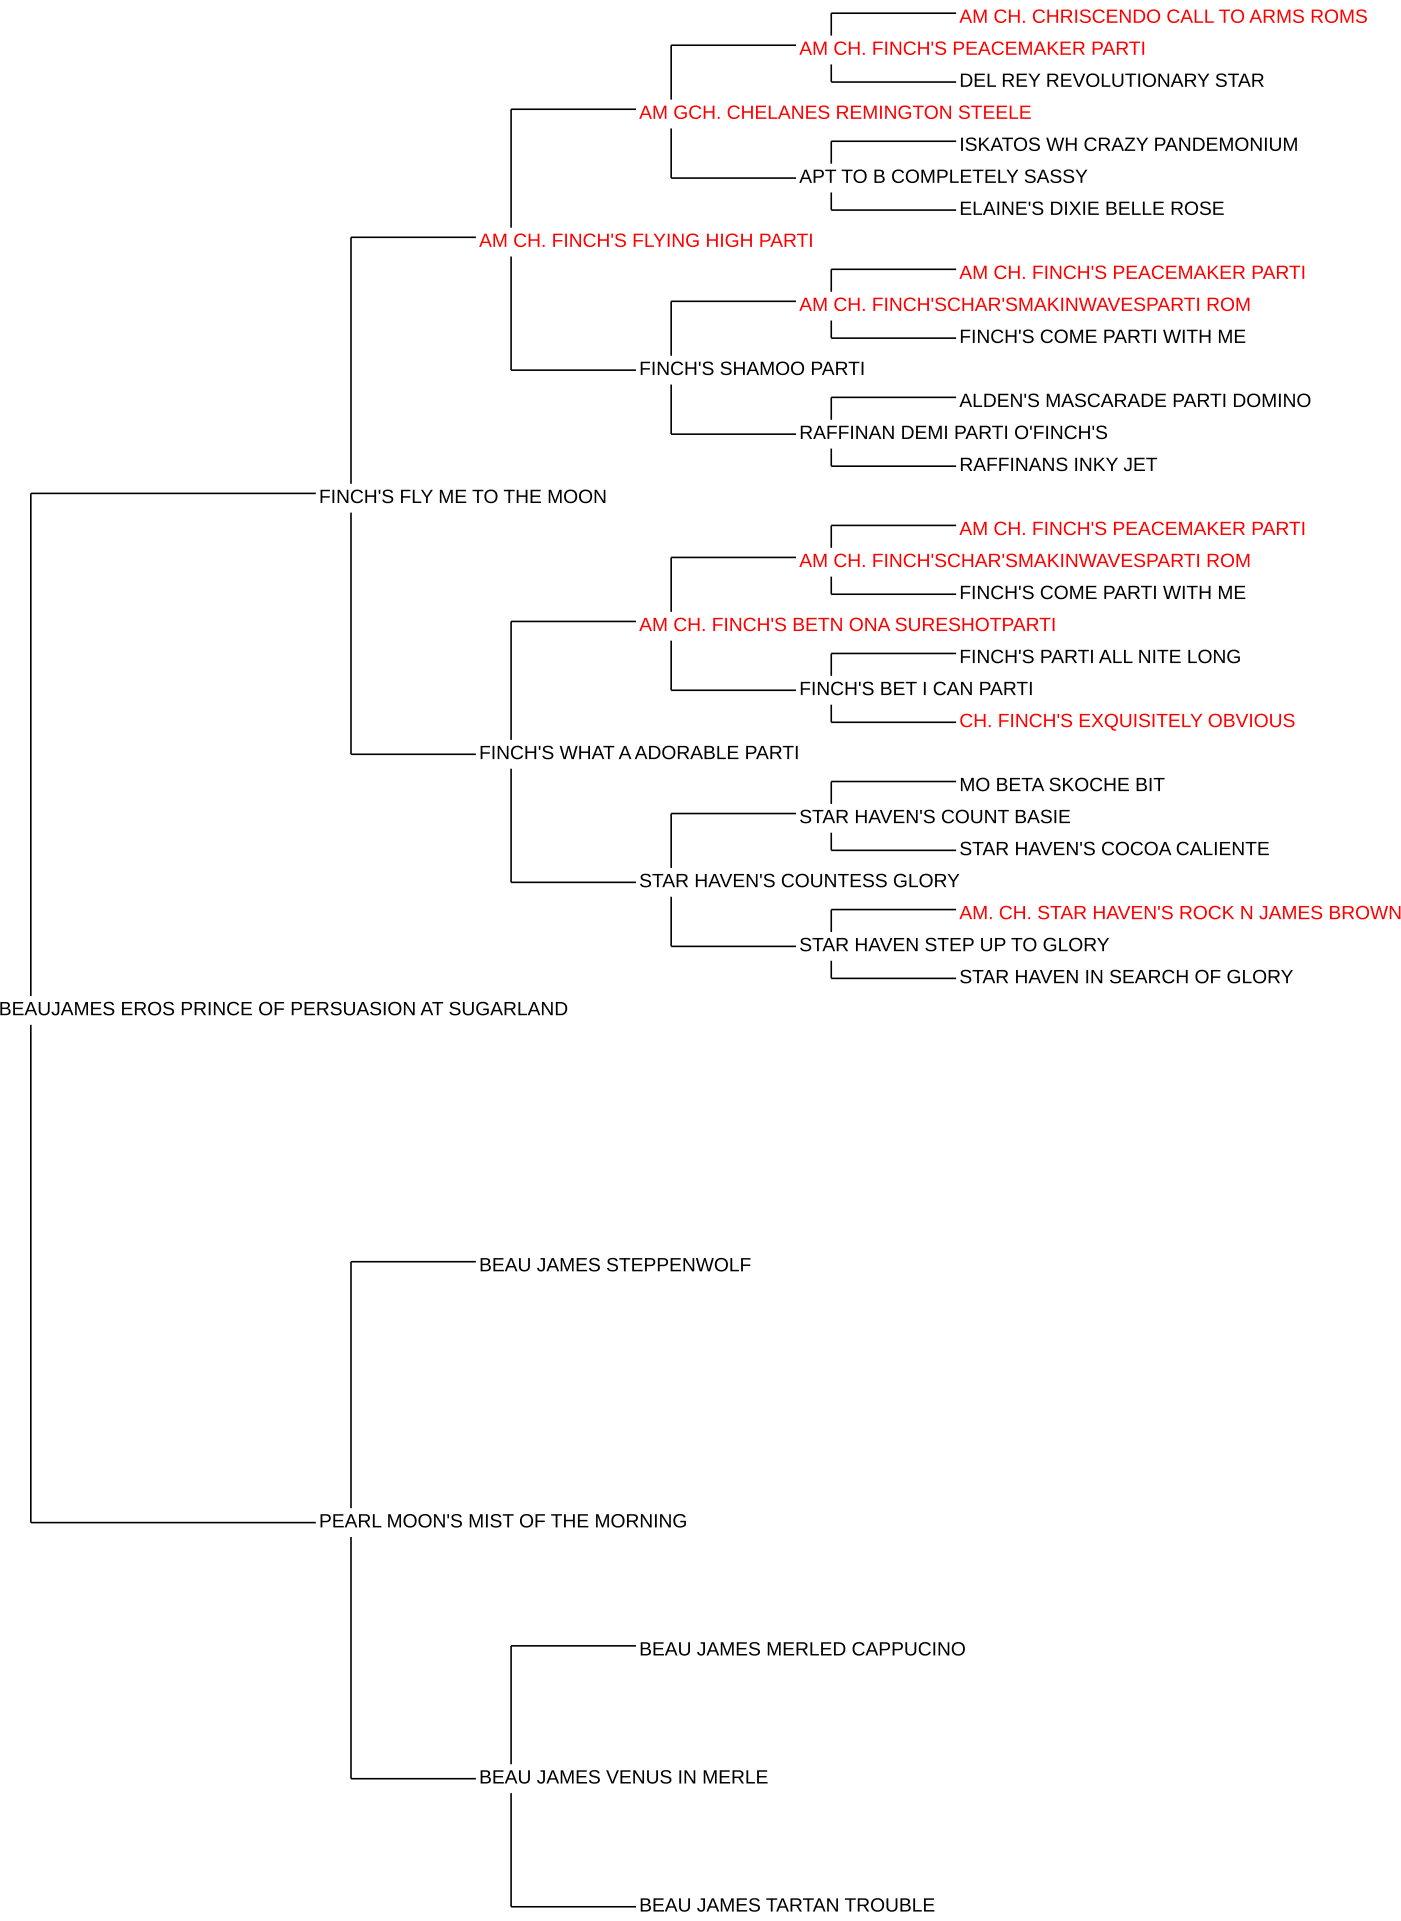 AM CH. CHRISCENDO CALL TO ARMS ROMS
AM CH. FINCH'S PEACEMAKER PARTI
DEL REY REVOLUTIONARY STAR
AM GCH. CHELANES REMINGTON STEELE
ISKATOS WH CRAZY PANDEMONIUM
APT TO B COMPLETELY SASSY
ELAINE'S DIXIE BELLE ROSE
AM CH. FINCH'S FLYING HIGH PARTI
AM CH. FINCH'S PEACEMAKER PARTI
AM CH. FINCH'SCHAR'SMAKINWAVESPARTI ROM
FINCH'S COME PARTI WITH ME
FINCH'S SHAMOO PARTI
ALDEN'S MASCARADE PARTI DOMINO
RAFFINAN DEMI PARTI O'FINCH'S
RAFFINANS INKY JET
FINCH'S FLY ME TO THE MOON
AM CH. FINCH'S PEACEMAKER PARTI
AM CH. FINCH'SCHAR'SMAKINWAVESPARTI ROM
FINCH'S COME PARTI WITH ME
AM CH. FINCH'S BETN ONA SURESHOTPARTI
FINCH'S PARTI ALL NITE LONG
FINCH'S BET I CAN PARTI
CH. FINCH'S EXQUISITELY OBVIOUS
FINCH'S WHAT A ADORABLE PARTI
MO BETA SKOCHE BIT
STAR HAVEN'S COUNT BASIE
STAR HAVEN'S COCOA CALIENTE
STAR HAVEN'S COUNTESS GLORY
AM. CH. STAR HAVEN'S ROCK N JAMES BROWN
STAR HAVEN STEP UP TO GLORY
STAR HAVEN IN SEARCH OF GLORY
BEAUJAMES EROS PRINCE OF PERSUASION AT SUGARLAND
BEAU JAMES STEPPENWOLF
PEARL MOON'S MIST OF THE MORNING
BEAU JAMES MERLED CAPPUCINO
BEAU JAMES VENUS IN MERLE
BEAU JAMES TARTAN TROUBLE